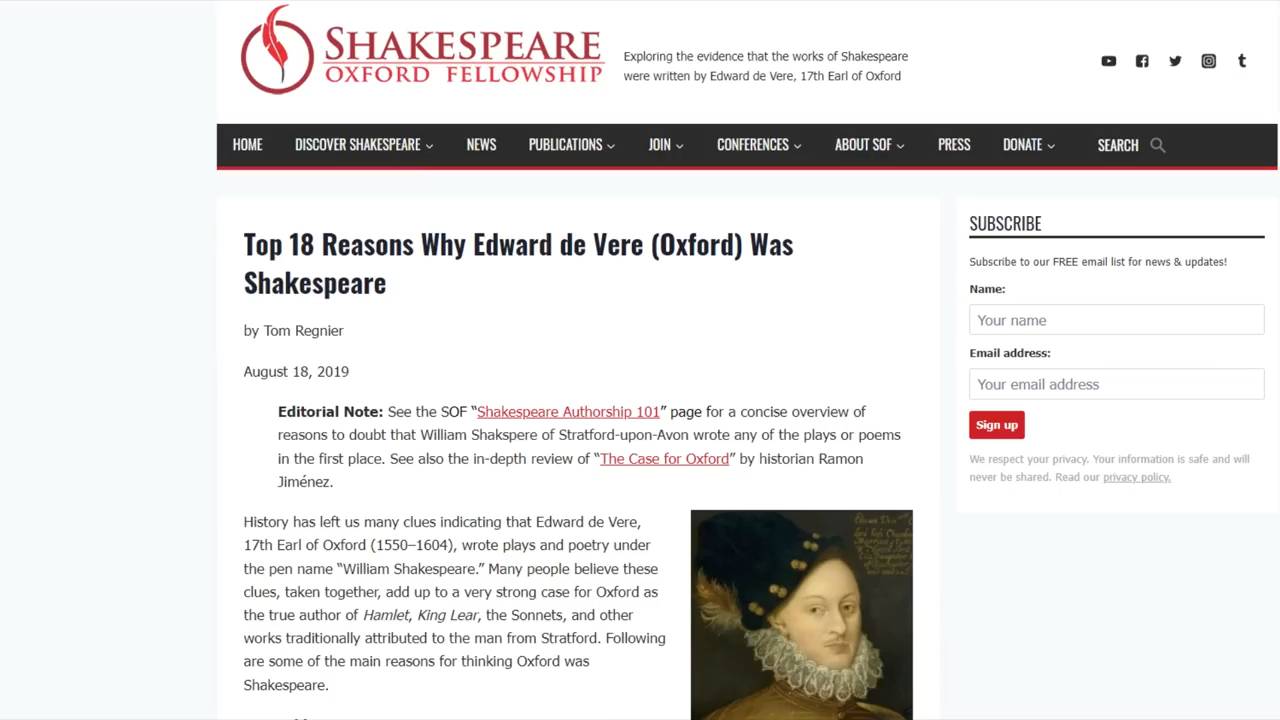 SHAKESPEARE
OXFORD FELLOWSHIP
Exploring the evidence that the works of Shakespeare
were written by Edward de Vere, 17th Earl of Oxford
HOME DISCOVER SHAKESPEARE NEWS PUBLICATIONS JOIN CONFERENCES ABOUT SOF PRESS DONATE SEARCH
Top 18 Reasons Why Edward de Vere (Oxford) Was
Shakespeare
by Tom Regnier
August 18, 2019
Editorial Note: See the SOF “Shakespeare Authorship 101” page for a concise overview of
reasons to doubt that William Shakspere of Stratford-upon-Avon wrote any of the plays or poems
in the first place. See also the in-depth review of “The Case for Oxford” by historian Ramon
Jiménez.
History has left us many clues indicating that Edward de Vere,
17th Earl of Oxford (1550–1604), wrote plays and poetry under
the pen name “William Shakespeare.” Many people believe these
clues, taken together, add up to a very strong case for Oxford as
the true author of Hamlet, King Lear, the Sonnets, and other
works traditionally attributed to the man from Stratford. Following
are some of the main reasons for thinking Oxford was
Shakespeare.
SUBSCRIBE
Subscribe to our FREE email list for news & updates!
Name:
Your name
Email address:
Your email address
Sign up
We respect your privacy. Your information is safe and will
never be shared. Read our privacy policy.